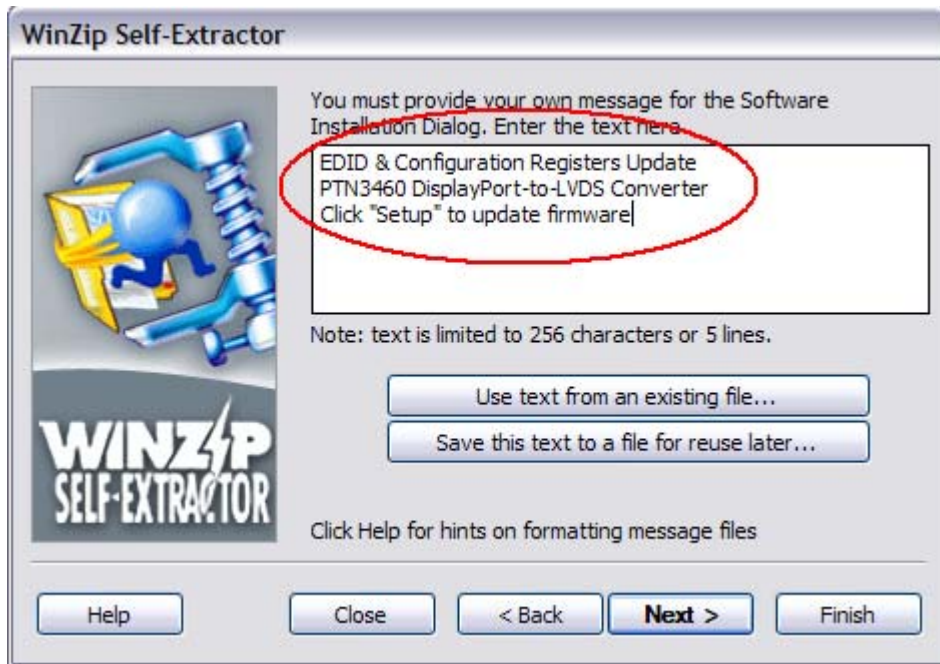 WinZip Self-Extractor
You must provide your own message for the Software
Installation Dialog. Enter the text here.
EDID & Configuration Registers Update
PTN3460 DisplayPort-to-LVDS Converter
Click "Setup" to update firmware
Note: text is limited to 256 characters or 5 lines.
Use text from an existing file...
Save this text to a file for reuse later...
WINZIP
SELF-EXTRACTOR
Click Help for hints on formatting message files
Help
Close
< Back
Next >
Finish